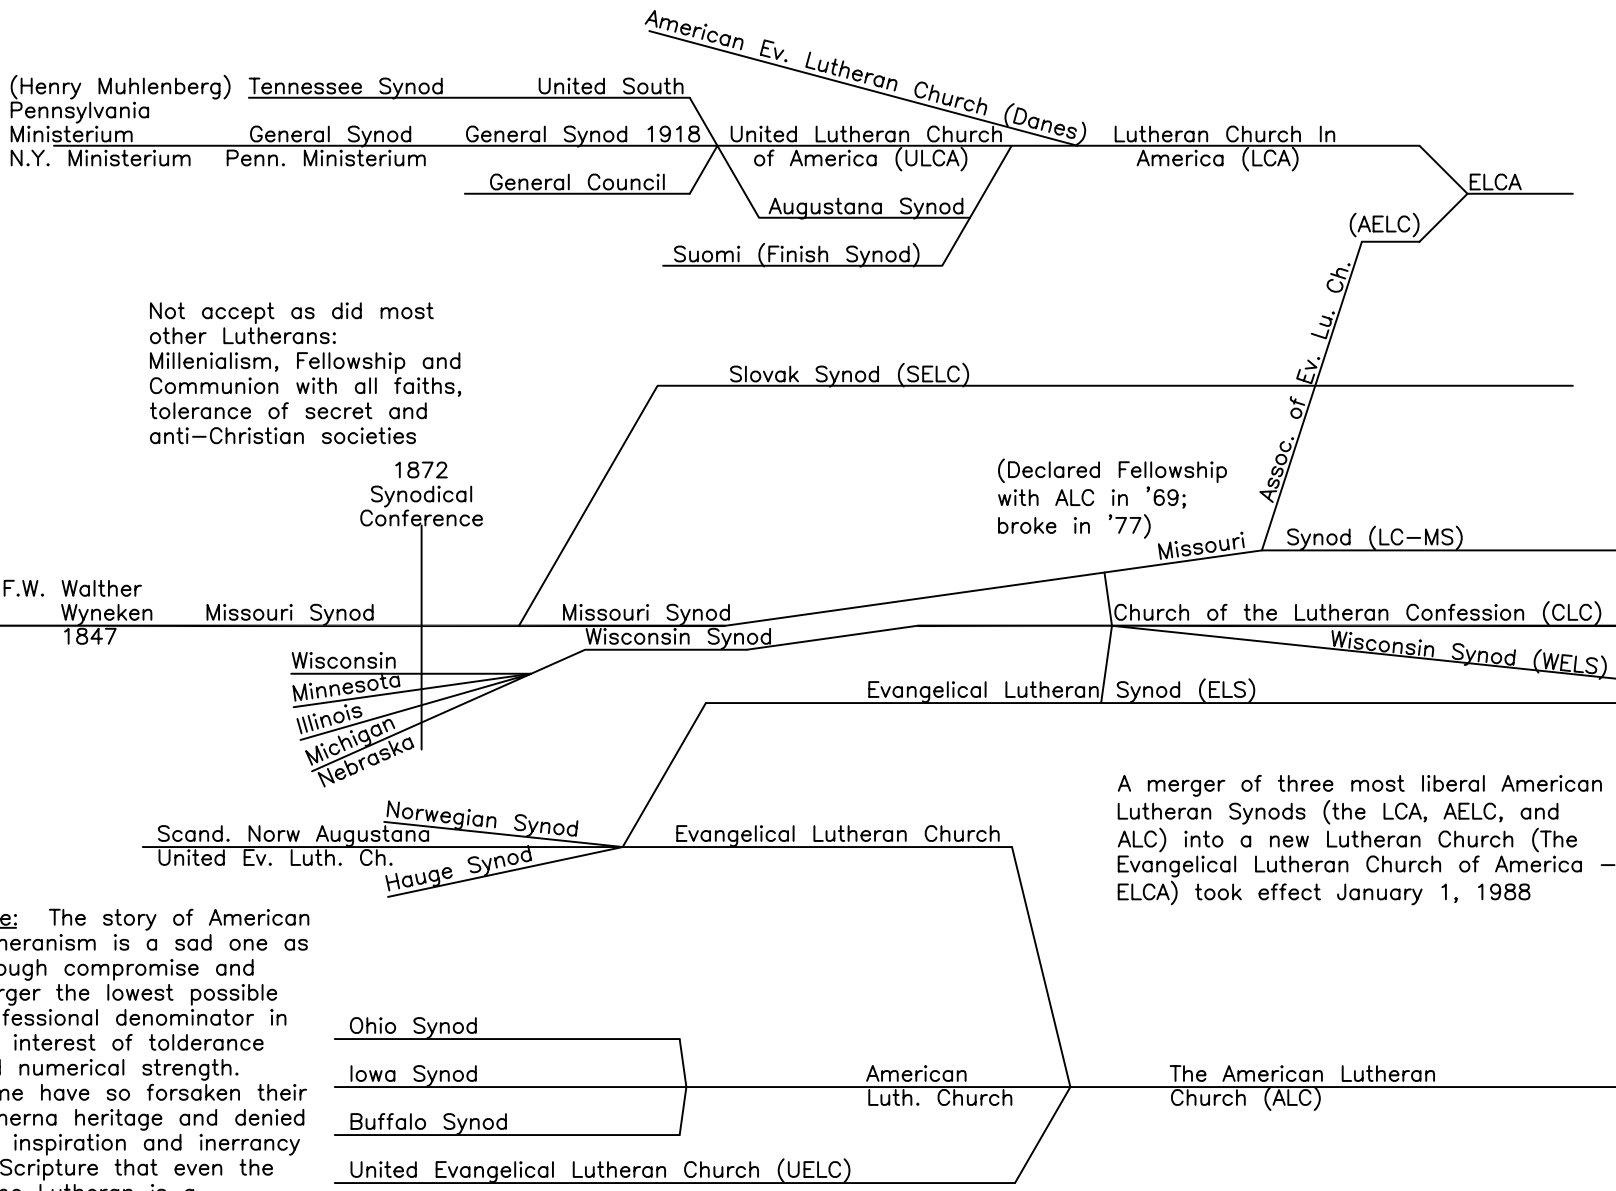 American Ev. Lutheran Church (Danes)
(Henry Muhlenberg)
Pennsylvania
Ministerium
N.Y. Ministerium
Tennessee Synod
United South
General Synod
Penn. Ministerium
General Synod 1918
General Council
United Lutheran Church
of America (ULCA)
Augustana Synod
Suomi (Finish Synod)
Lutheran Church In
America (LCA)
ELCA
(AELC)
Assoc. of Ev. Lu. Ch.
Not accept as did most
other Lutherans:
Millenialism, Fellowship and
Communion with all faiths,
tolerance of secret and
anti-Christian societies
1872
Synodical
Conference
Slovak Synod (SELC)
(Declared Fellowship
with ALC in '69;
broke in '77)
Missouri Synod (LC-MS)
F.W. Walther
Wyneken
1847
Missouri Synod
Missouri Synod
Wisconsin Synod
Church of the Lutheran Confession (CLC)
Wisconsin Synod (WELS)
Wisconsin
Minnesota
Illinois
Michigan
Nebraska
Evangelical Lutheran Synod (ELS)
Norwegian Synod
Scand. Norw Augustana
United Ev. Luth. Ch.
Hauge Synod
Evangelical Lutheran Church
A merger of three most liberal American
Lutheran Synods (the LCA, AELC, and
ALC) into a new Lutheran Church (The
Evangelical Lutheran Church of America -
ELCA) took effect January 1, 1988
e: The story of American
heranism is a sad one as
ough compromise and
rger the lowest possible
fessional denominator in
interest of tolderance
d numerical strength.
me have so forsaken their
herna heritage and denied
inspiration and inerrancy
Scripture that even the
Lutheran is a
Ohio Synod
Iowa Synod
Buffalo Synod
United Evangelical Lutheran Church (UELC)
American
Luth. Church
The American Lutheran
Church (ALC)